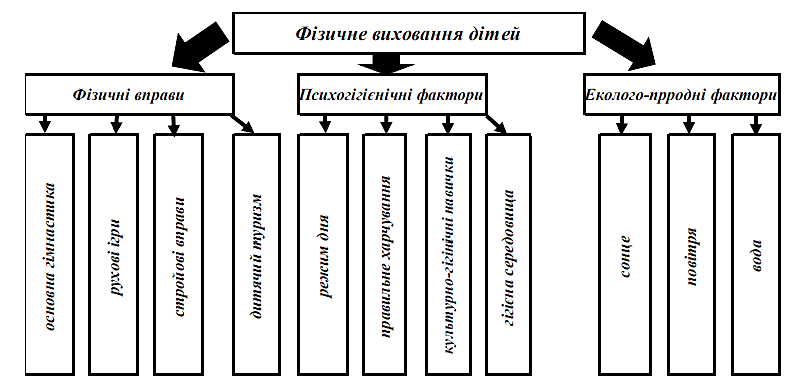 Фізичне виховання дітей
Фізичні вправи
Психогігієнічні фактори
Еколого-прродні фактори
основна гімнастика
рухові ігри
стройові вправи
дитячий туризм
режим дня
правильне харчування
культурно-гігінічні навички
гігієна середовища
сонце
повітря
вода